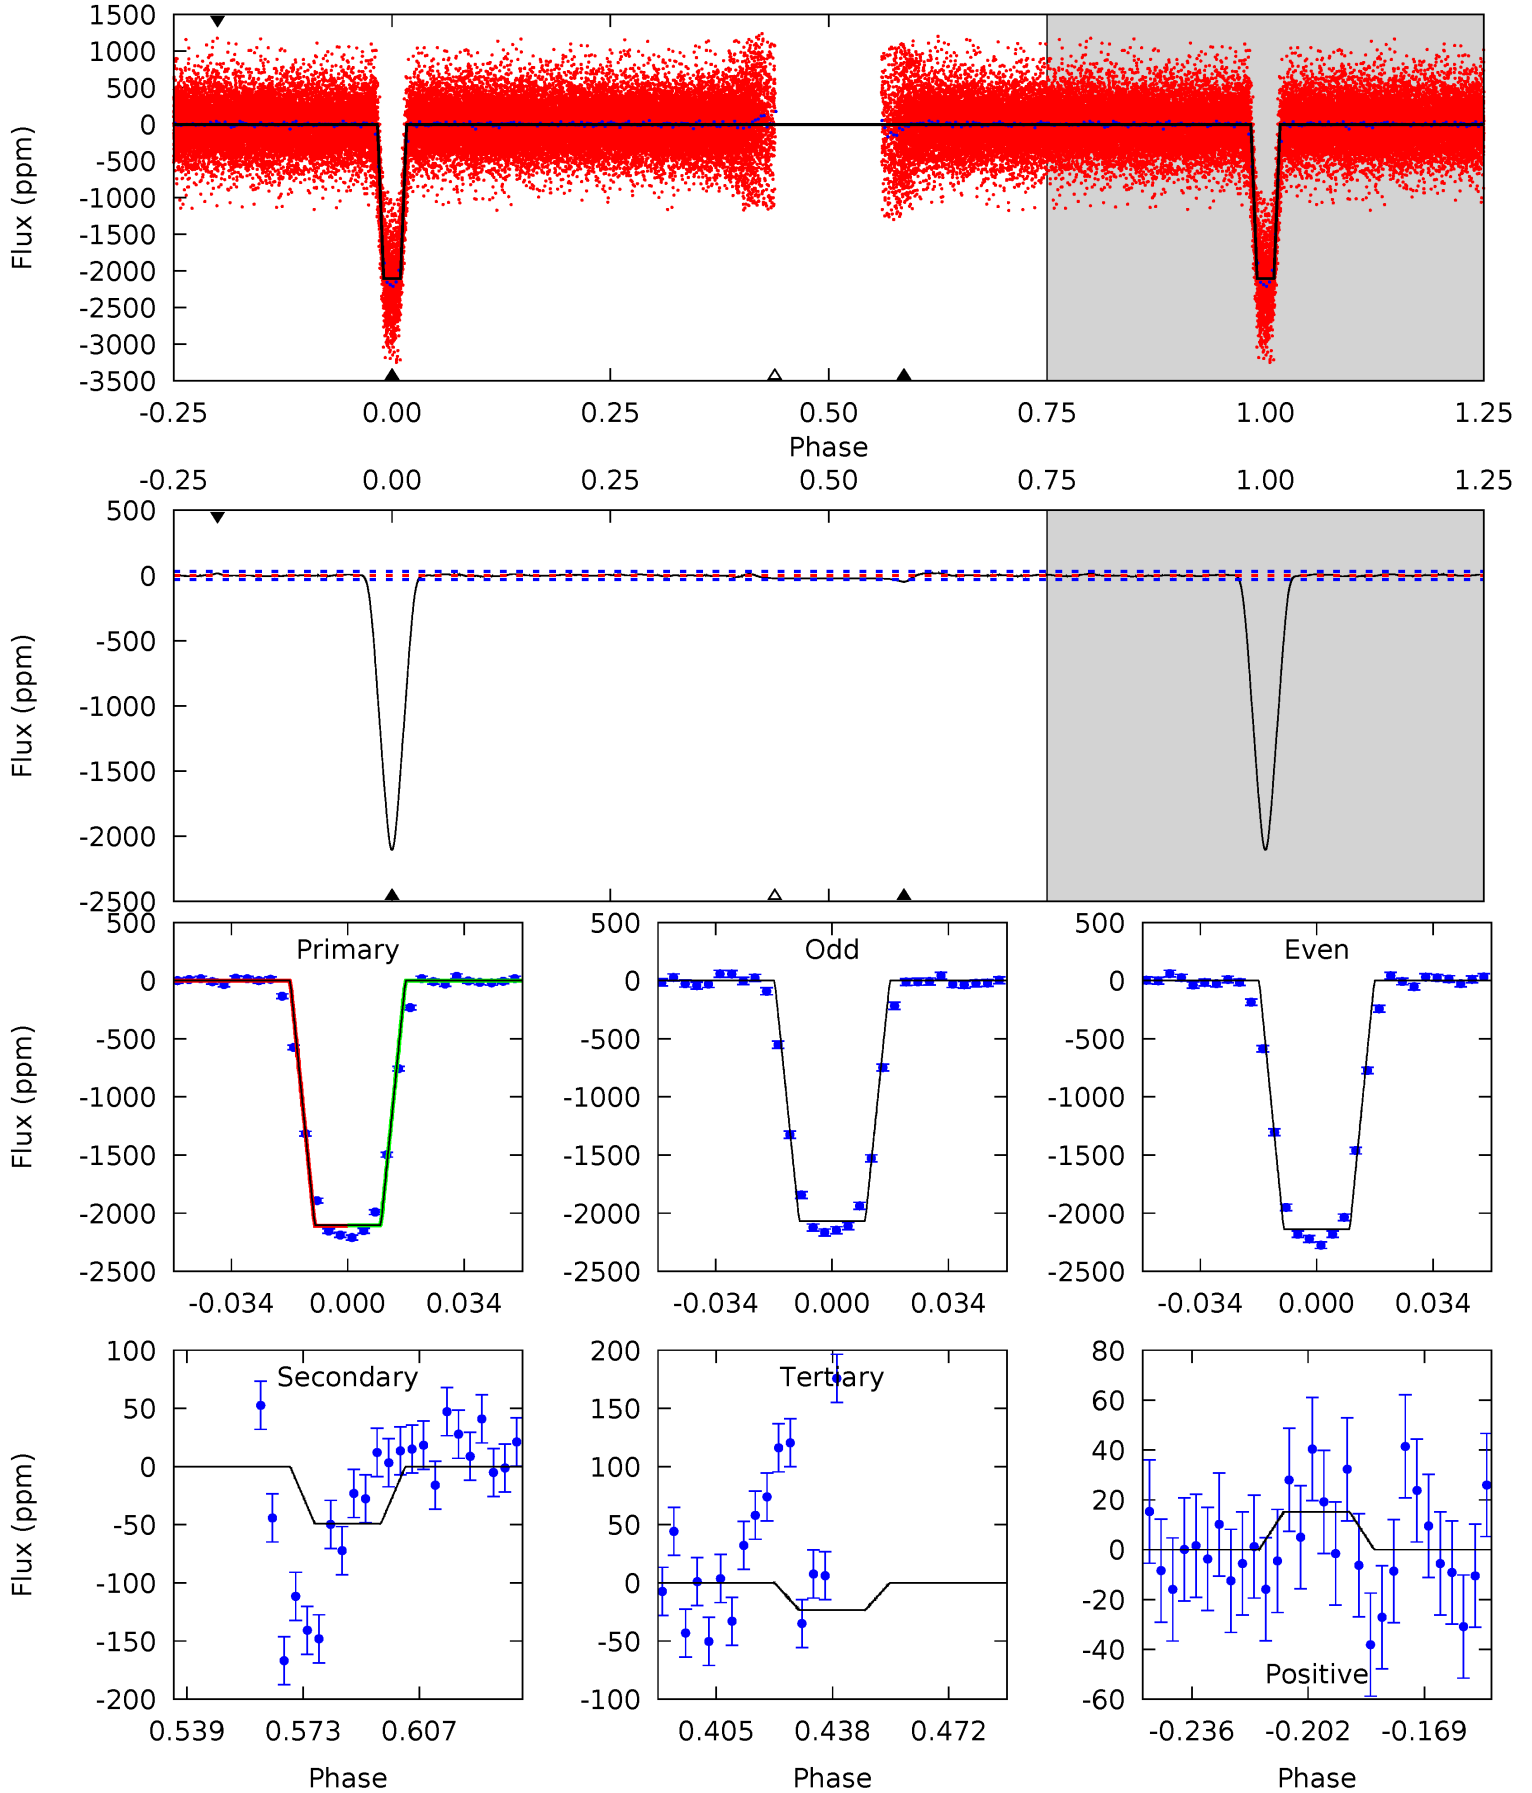 1500
1000
500
0
-500
-1000
-1500
-2000
-2500
-3000
-3500
Flux (ppm)
-0.25 0.00 0.25 0.50 0.75 1.00 1.25
Phase
-0.25 0.00 0.25 0.50 0.75 1.00 1.25
500
0
-500
-1000
-1500
-2000
-2500
Flux (ppm)
Primary Odd Even
500 500 500
0 0 0
-500 -500 -500
-1000 -1000 -1000
-1500 -1500 -1500
-2000 -2000 -2000
-2500 -2500 -2500
Flux (ppm)
-0.034 0.000 0.034 -0.034 0.000 0.034 -0.034 0.000 0.034
Secondary Tertiary Positive
100 200 80
50 150 60
0 100 40
-50 50 20
-100 0 0
-150 -50 -20
-200 -100 -40
-60
Flux (ppm)
0.539 0.573 0.607 0.405 0.438 0.472 -0.236 -0.202 -0.169
Phase Phase Phase